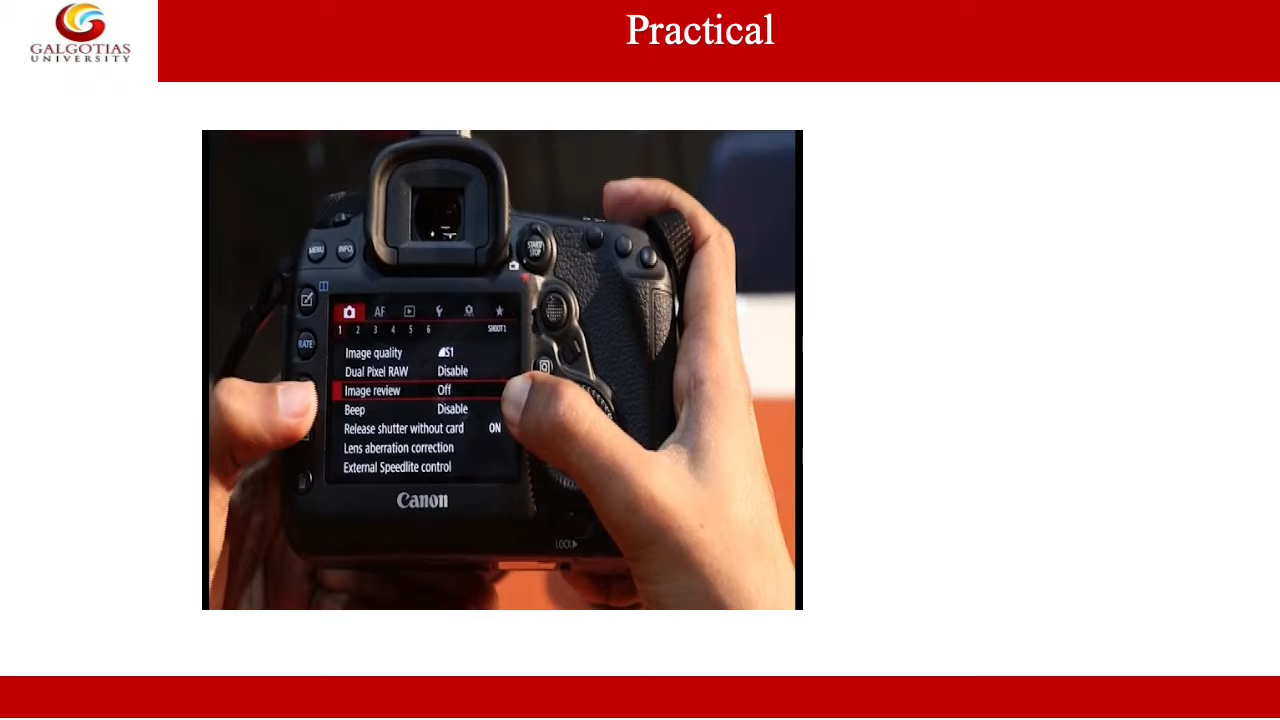 GALGOTIAS
UNIVERSITY
Practical
MENU
INFO
START/
STOP
RATE
AF
1 2 3 4 5 6 SHOOT1
Image quality S1
Dual Pixel RAW Disable
Image review Off
Beep Disable
Release shutter without card ON
Lens aberration correction
External Speedlite control
Canon
LOCK▶